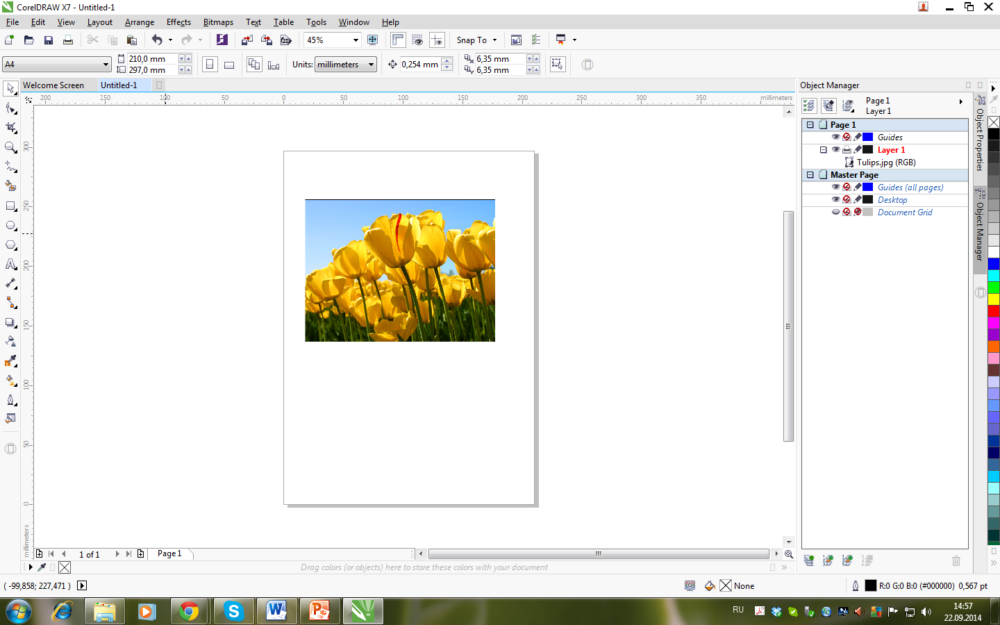 CorelDRAW X7 - Untitled-1
File Edit View Layout Arrange Effects Bitmaps Text Table Tools Window Help
45% Snap To
A4 210,0 mm 297,0 mm Units: millimeters 0,254 mm 6,35 mm 6,35 mm
Welcome Screen Untitled-1
200 150 100 50 0 50 100 150 200 250 300 350 millimeters
300
250
200
150
100
50
0
millimeters
Object Manager
Page 1
Layer 1
Page 1
Guides
Layer 1
Tulips.jpg (RGB)
Master Page
Guides (all pages)
Desktop
Document Grid
Object Properties
Object Manager
1 of 1 Page 1
Drag colors (or objects) here to store these colors with your document
( -99,858; 227,471 ) None R:0 G:0 B:0 (#000000) 0,567 pt
RU 14:57
22.09.2014